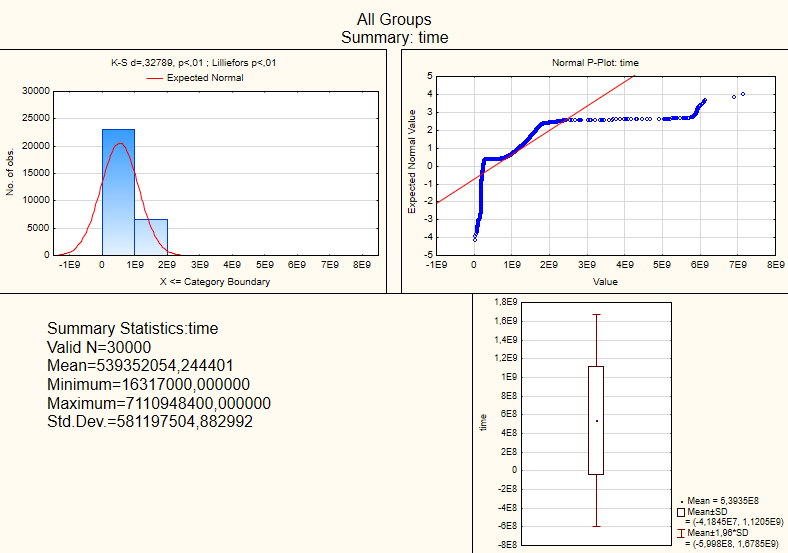 All Groups
Summary: time
K-S d=,32789, p<,01 ; Lilliefors p<,01
Expected Normal
30000
25000
20000
15000
10000
5000
0
No. of obs.
-1E9 0 1E9 2E9 3E9 4E9 5E9 6E9 7E9 8E9
X <= Category Boundary
Normal P-Plot: time
5
4
3
2
1
0
-1
-2
-3
-4
-5
Expected Normal Value
-1E9 0 1E9 2E9 3E9 4E9 5E9 6E9 7E9 8E9
Value
Summary Statistics:time
Valid N=30000
Mean=539352054,244401
Minimum=16317000,000000
Maximum=7110948400,000000
Std.Dev.=581197504,882992
1,8E9
1,6E9
1,4E9
1,2E9
1E9
8E8
6E8
4E8
2E8
0
-2E8
-4E8
-6E8
-8E8
time
Mean = 5,3935E8
Mean±SD
= (-4,1845E7, 1,1205E9)
Mean±1,96*SD
= (-5,998E8, 1,6785E9)